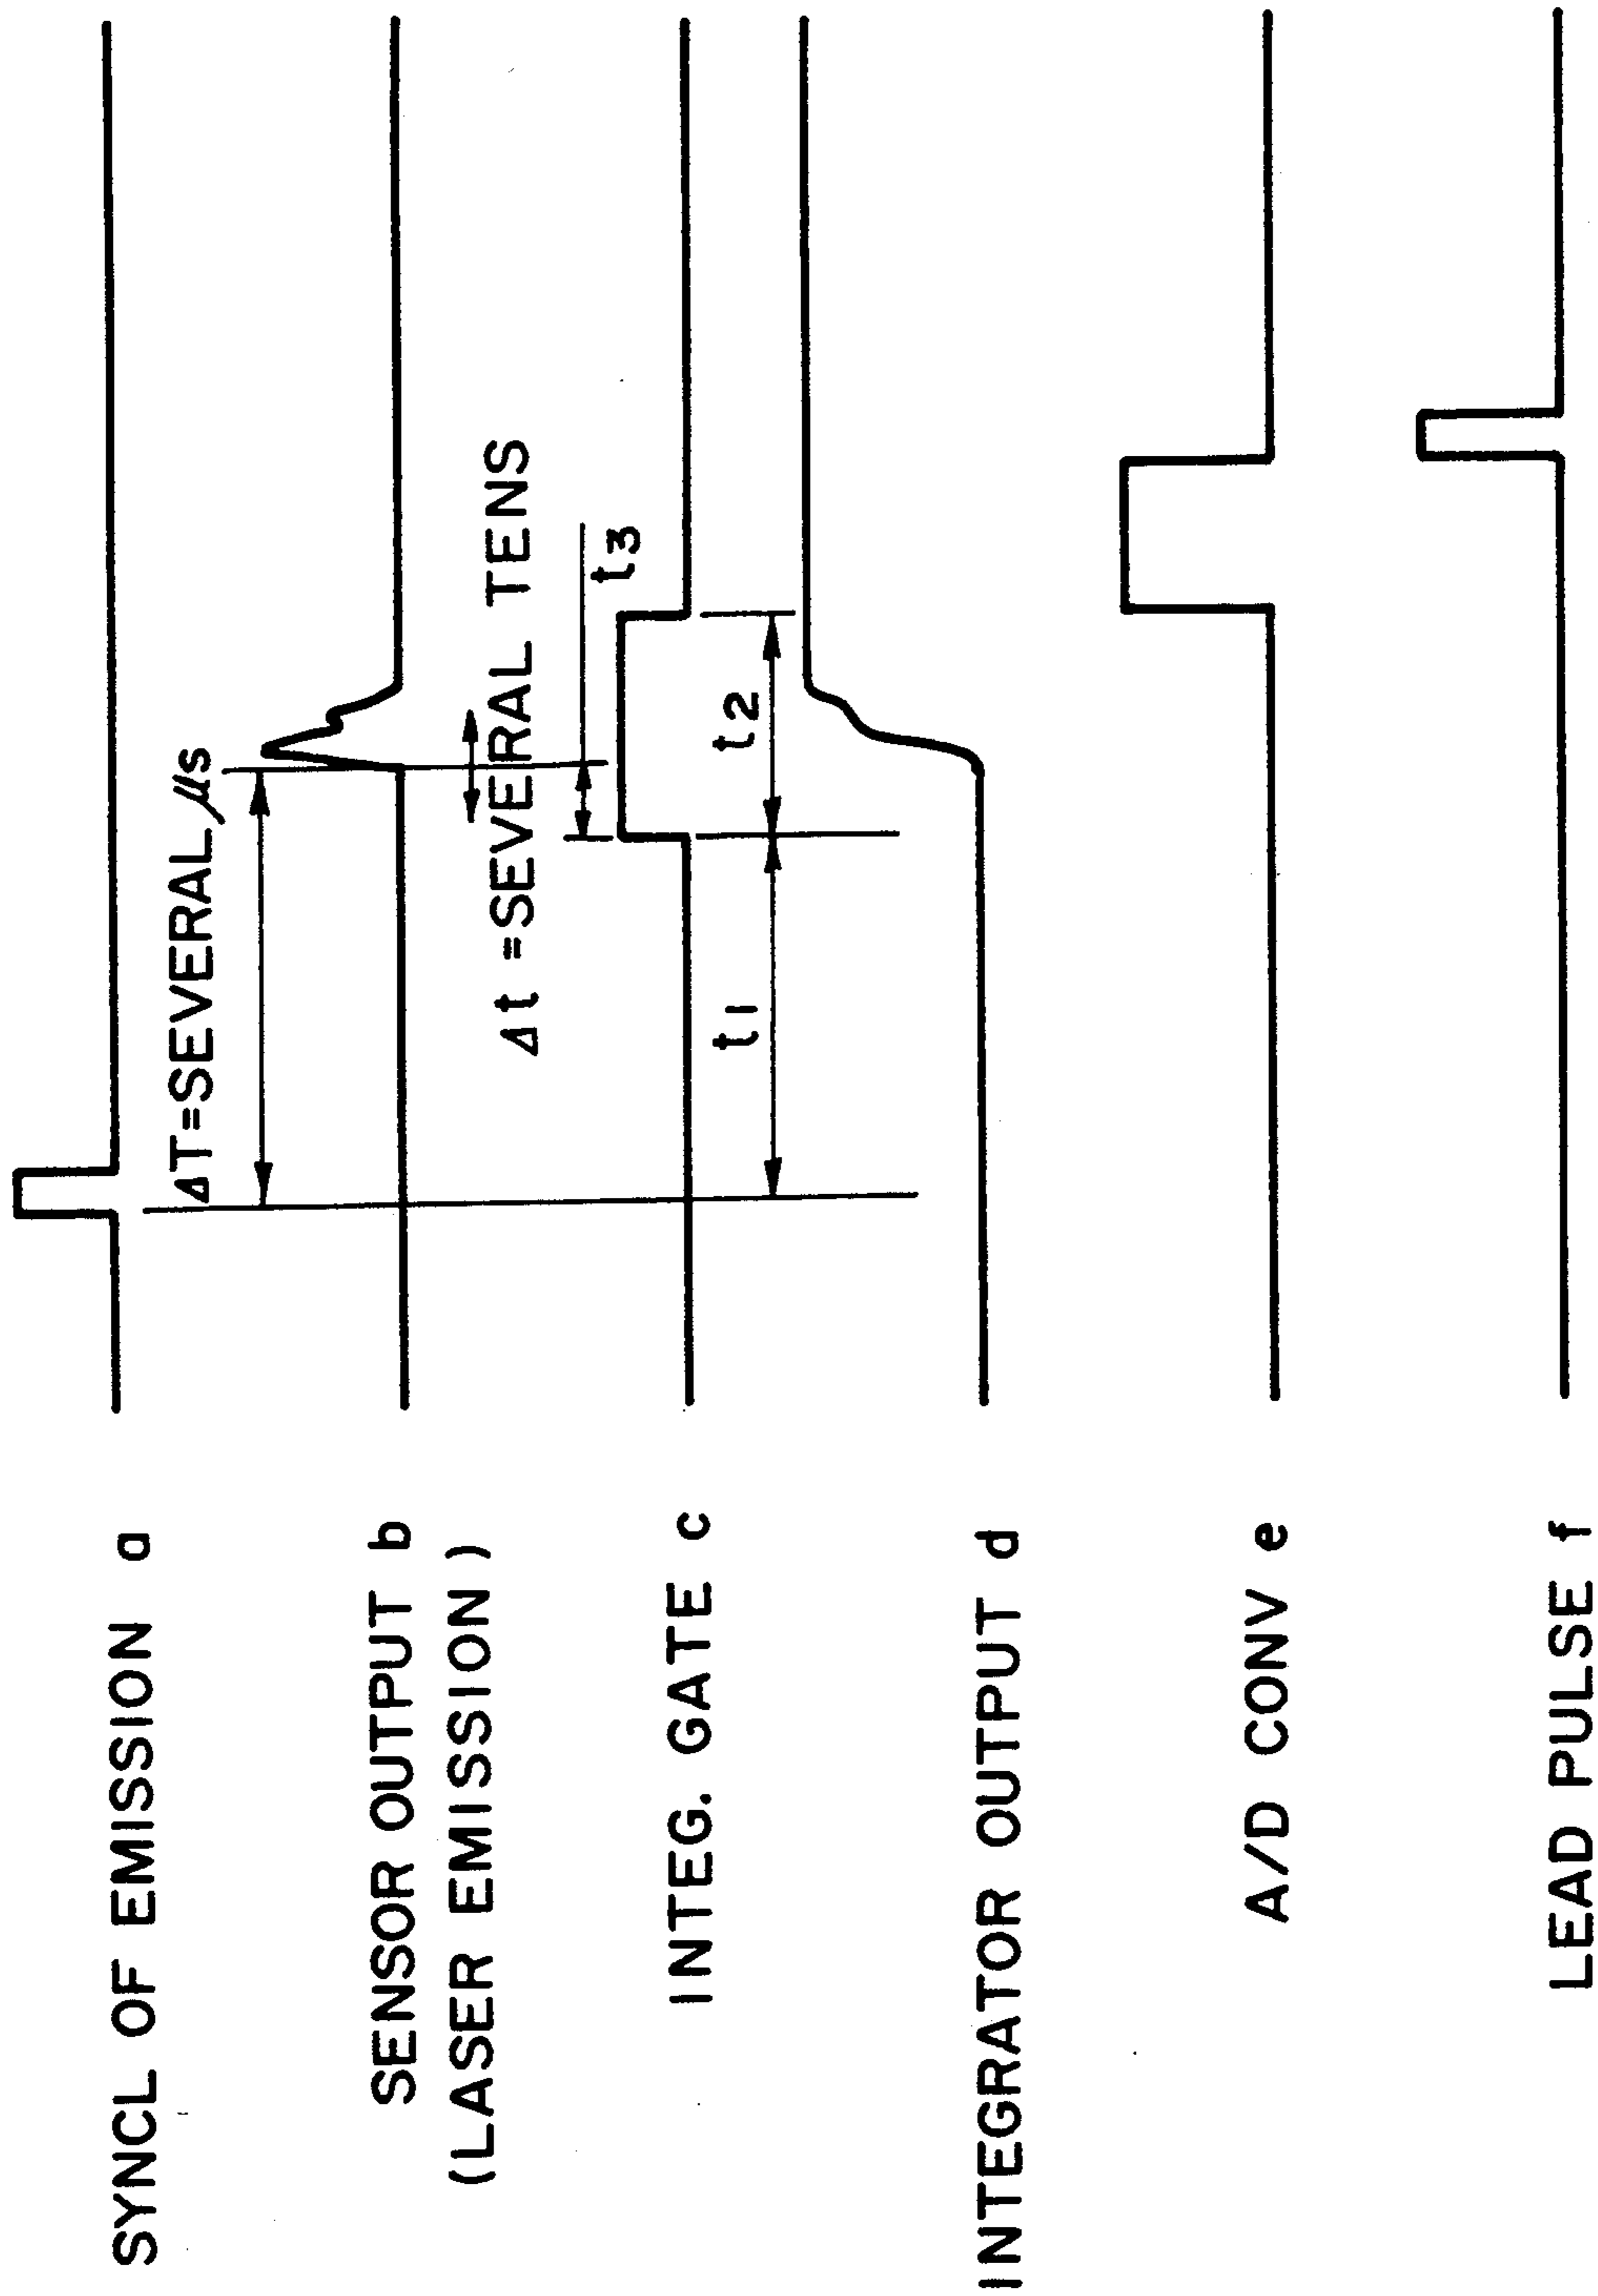 SYNCL OF EMISSION a
ΔT=SEVERAL μs
SENSOR OUTPUT b
(LASER EMISSION)
Δt =SEVERAL TENS
t3
INTEG. GATE c
t1
t2
INTEGRATOR OUTPUT d
A/D CONV e
LEAD PULSE f